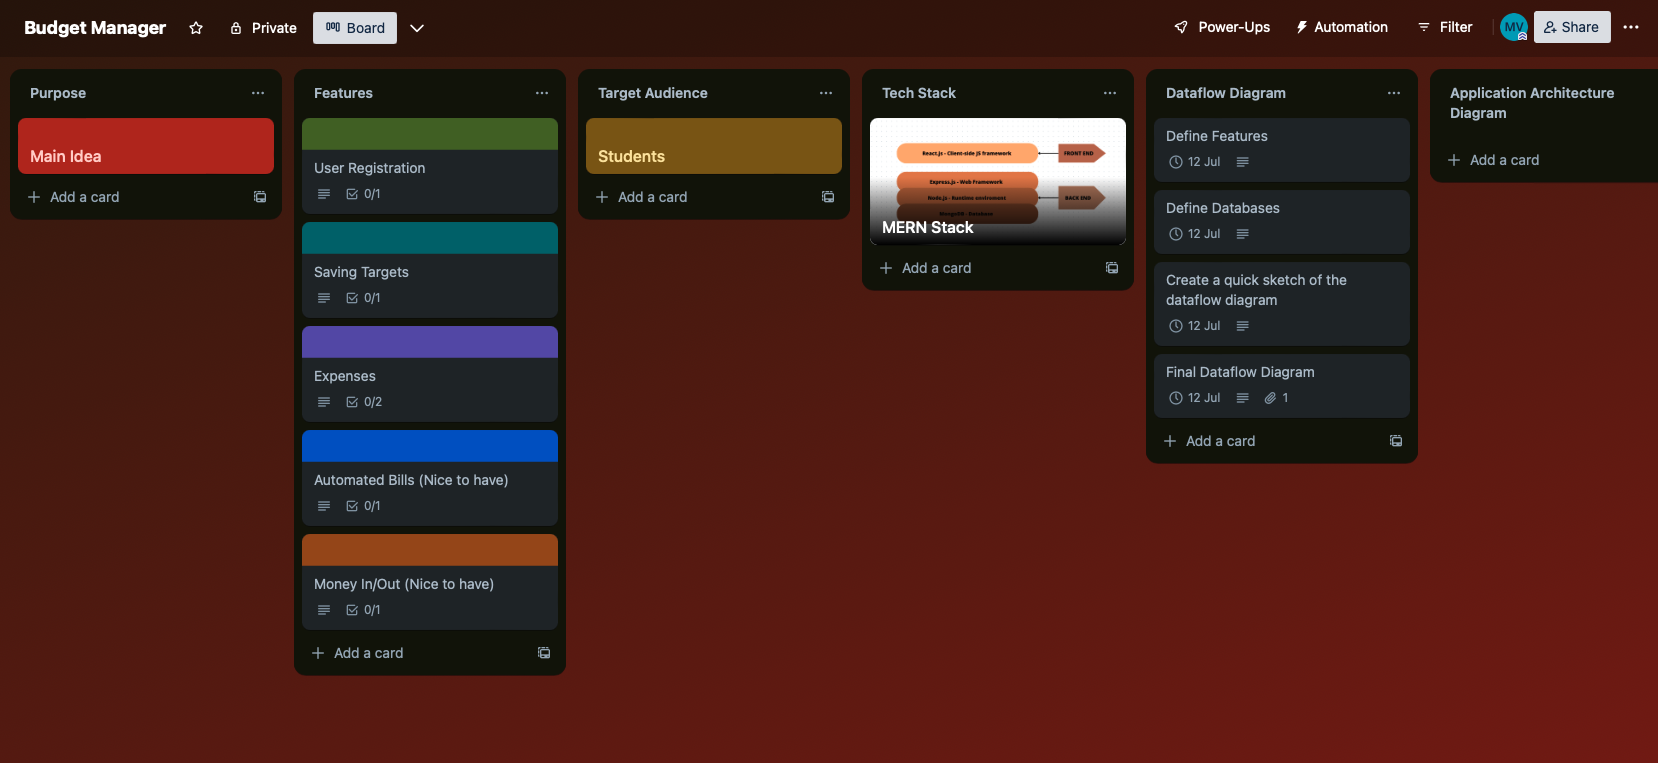 Budget Manager
Private
Board
Power-Ups
Automation
Filter
MV
Share
Purpose
Main Idea
Add a card
Features
User Registration
0/1
Saving Targets
0/1
Expenses
0/2
Automated Bills (Nice to have)
0/1
Money In/Out (Nice to have)
0/1
Add a card
Target Audience
Students
Add a card
Tech Stack
React.js - Client-side JS framework
FRONT END
Express.js - Web Framework
Node.js - Runtime enviroment
BACK END
MongoDB - Database
MERN Stack
Add a card
Dataflow Diagram
Define Features
12 Jul
Define Databases
12 Jul
Create a quick sketch of the
dataflow diagram
12 Jul
Final Dataflow Diagram
12 Jul
1
Add a card
Application Architecture
Diagram
Add a card